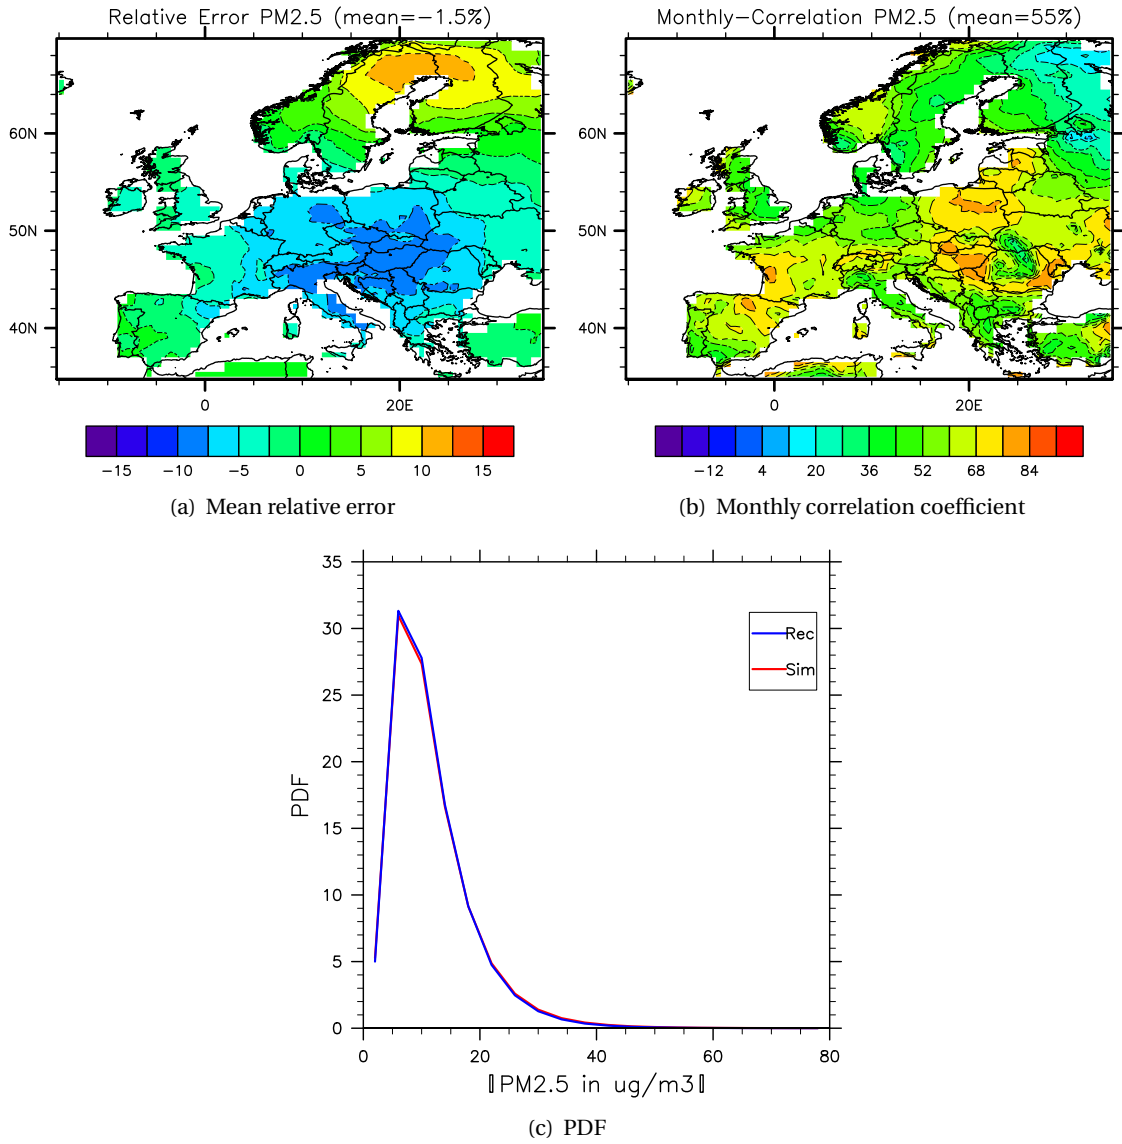 Relative Error PM2.5 (mean=−1.5%)
Monthly−Correlation PM2.5 (mean=55%)
60N
50N
40N
0 20E
60N
50N
40N
0 20E
−15 −10 −5 0 5 10 15
−12 4 20 36 52 68 84
(a) Mean relative error
(b) Monthly correlation coefficient
35
30
25
20
15
10
5
0
PDF
Rec
Sim
0 20 40 60 80
▯PM2.5 in ug/m3▯
(c) PDF